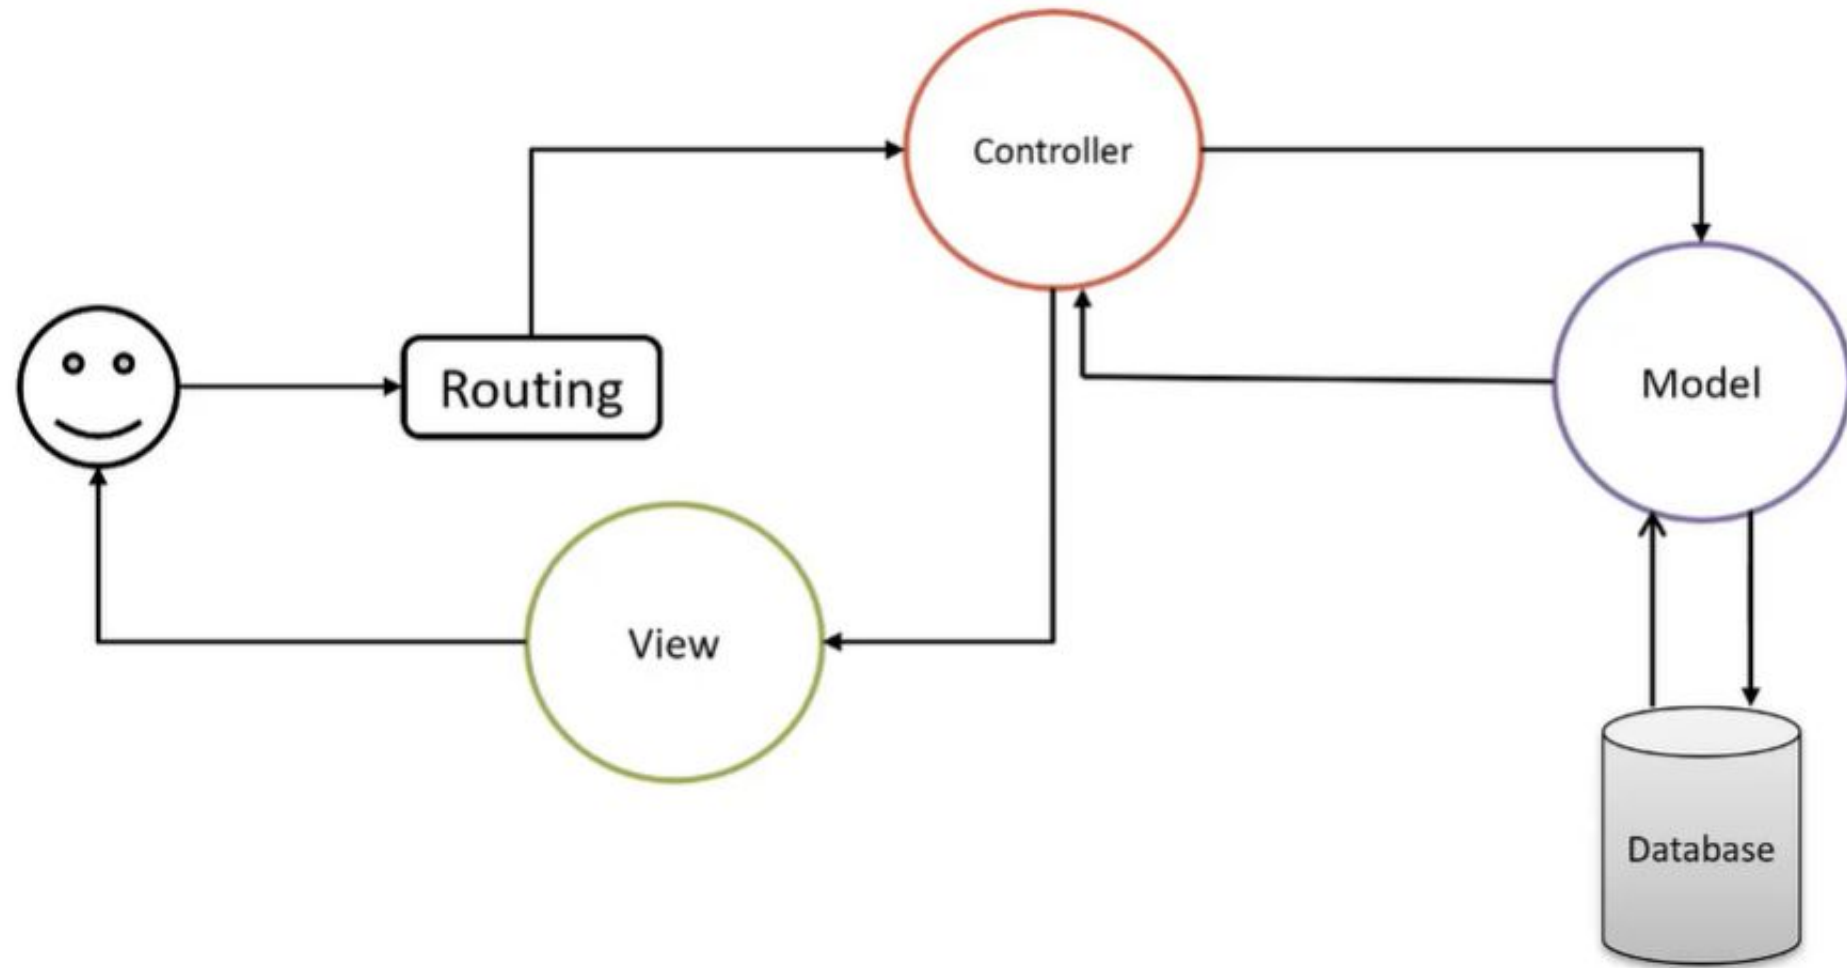 Controller
Routing
Model
View
Database